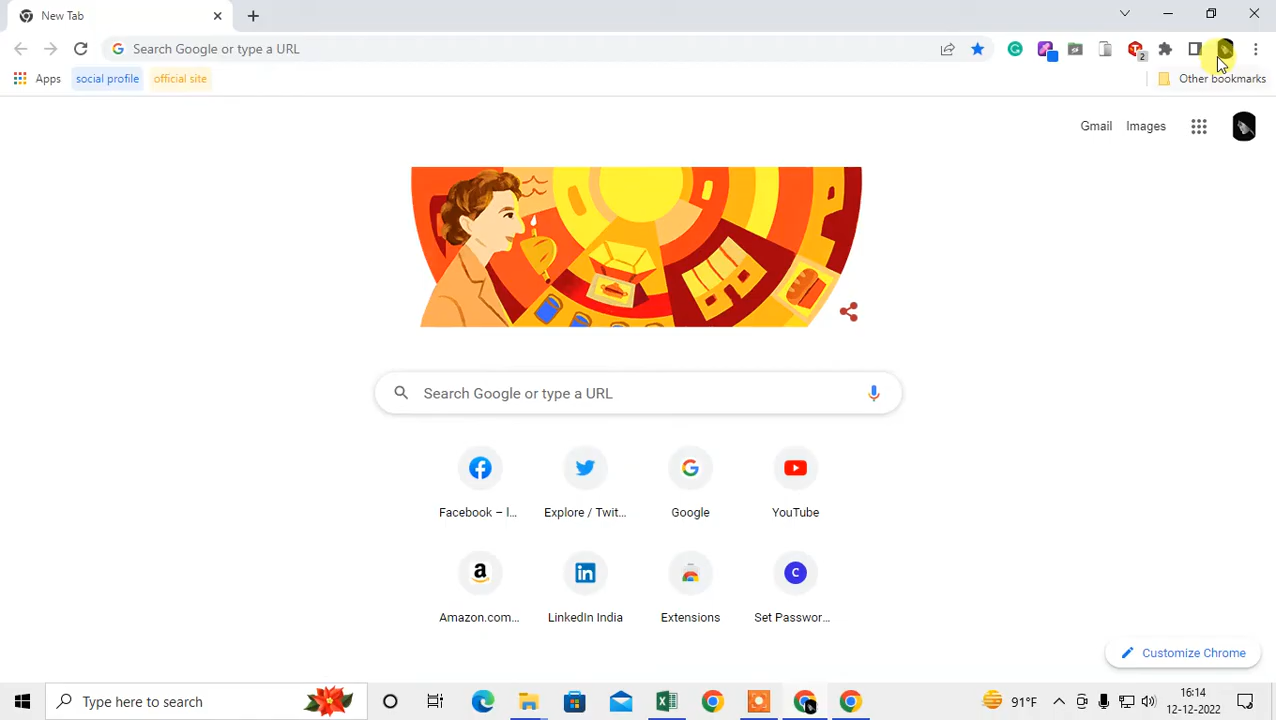 New Tab
Search Google or type a URL
2
Apps
social profile
official site
Other bookmarks
Gmail
Images
Search Google or type a URL
Facebook – l...
Explore / Twit...
Google
YouTube
a
in
C
Amazon.com...
LinkedIn India
Extensions
Set Passwor...
Customize Chrome
Type here to search
91°F
16:14
12-12-2022